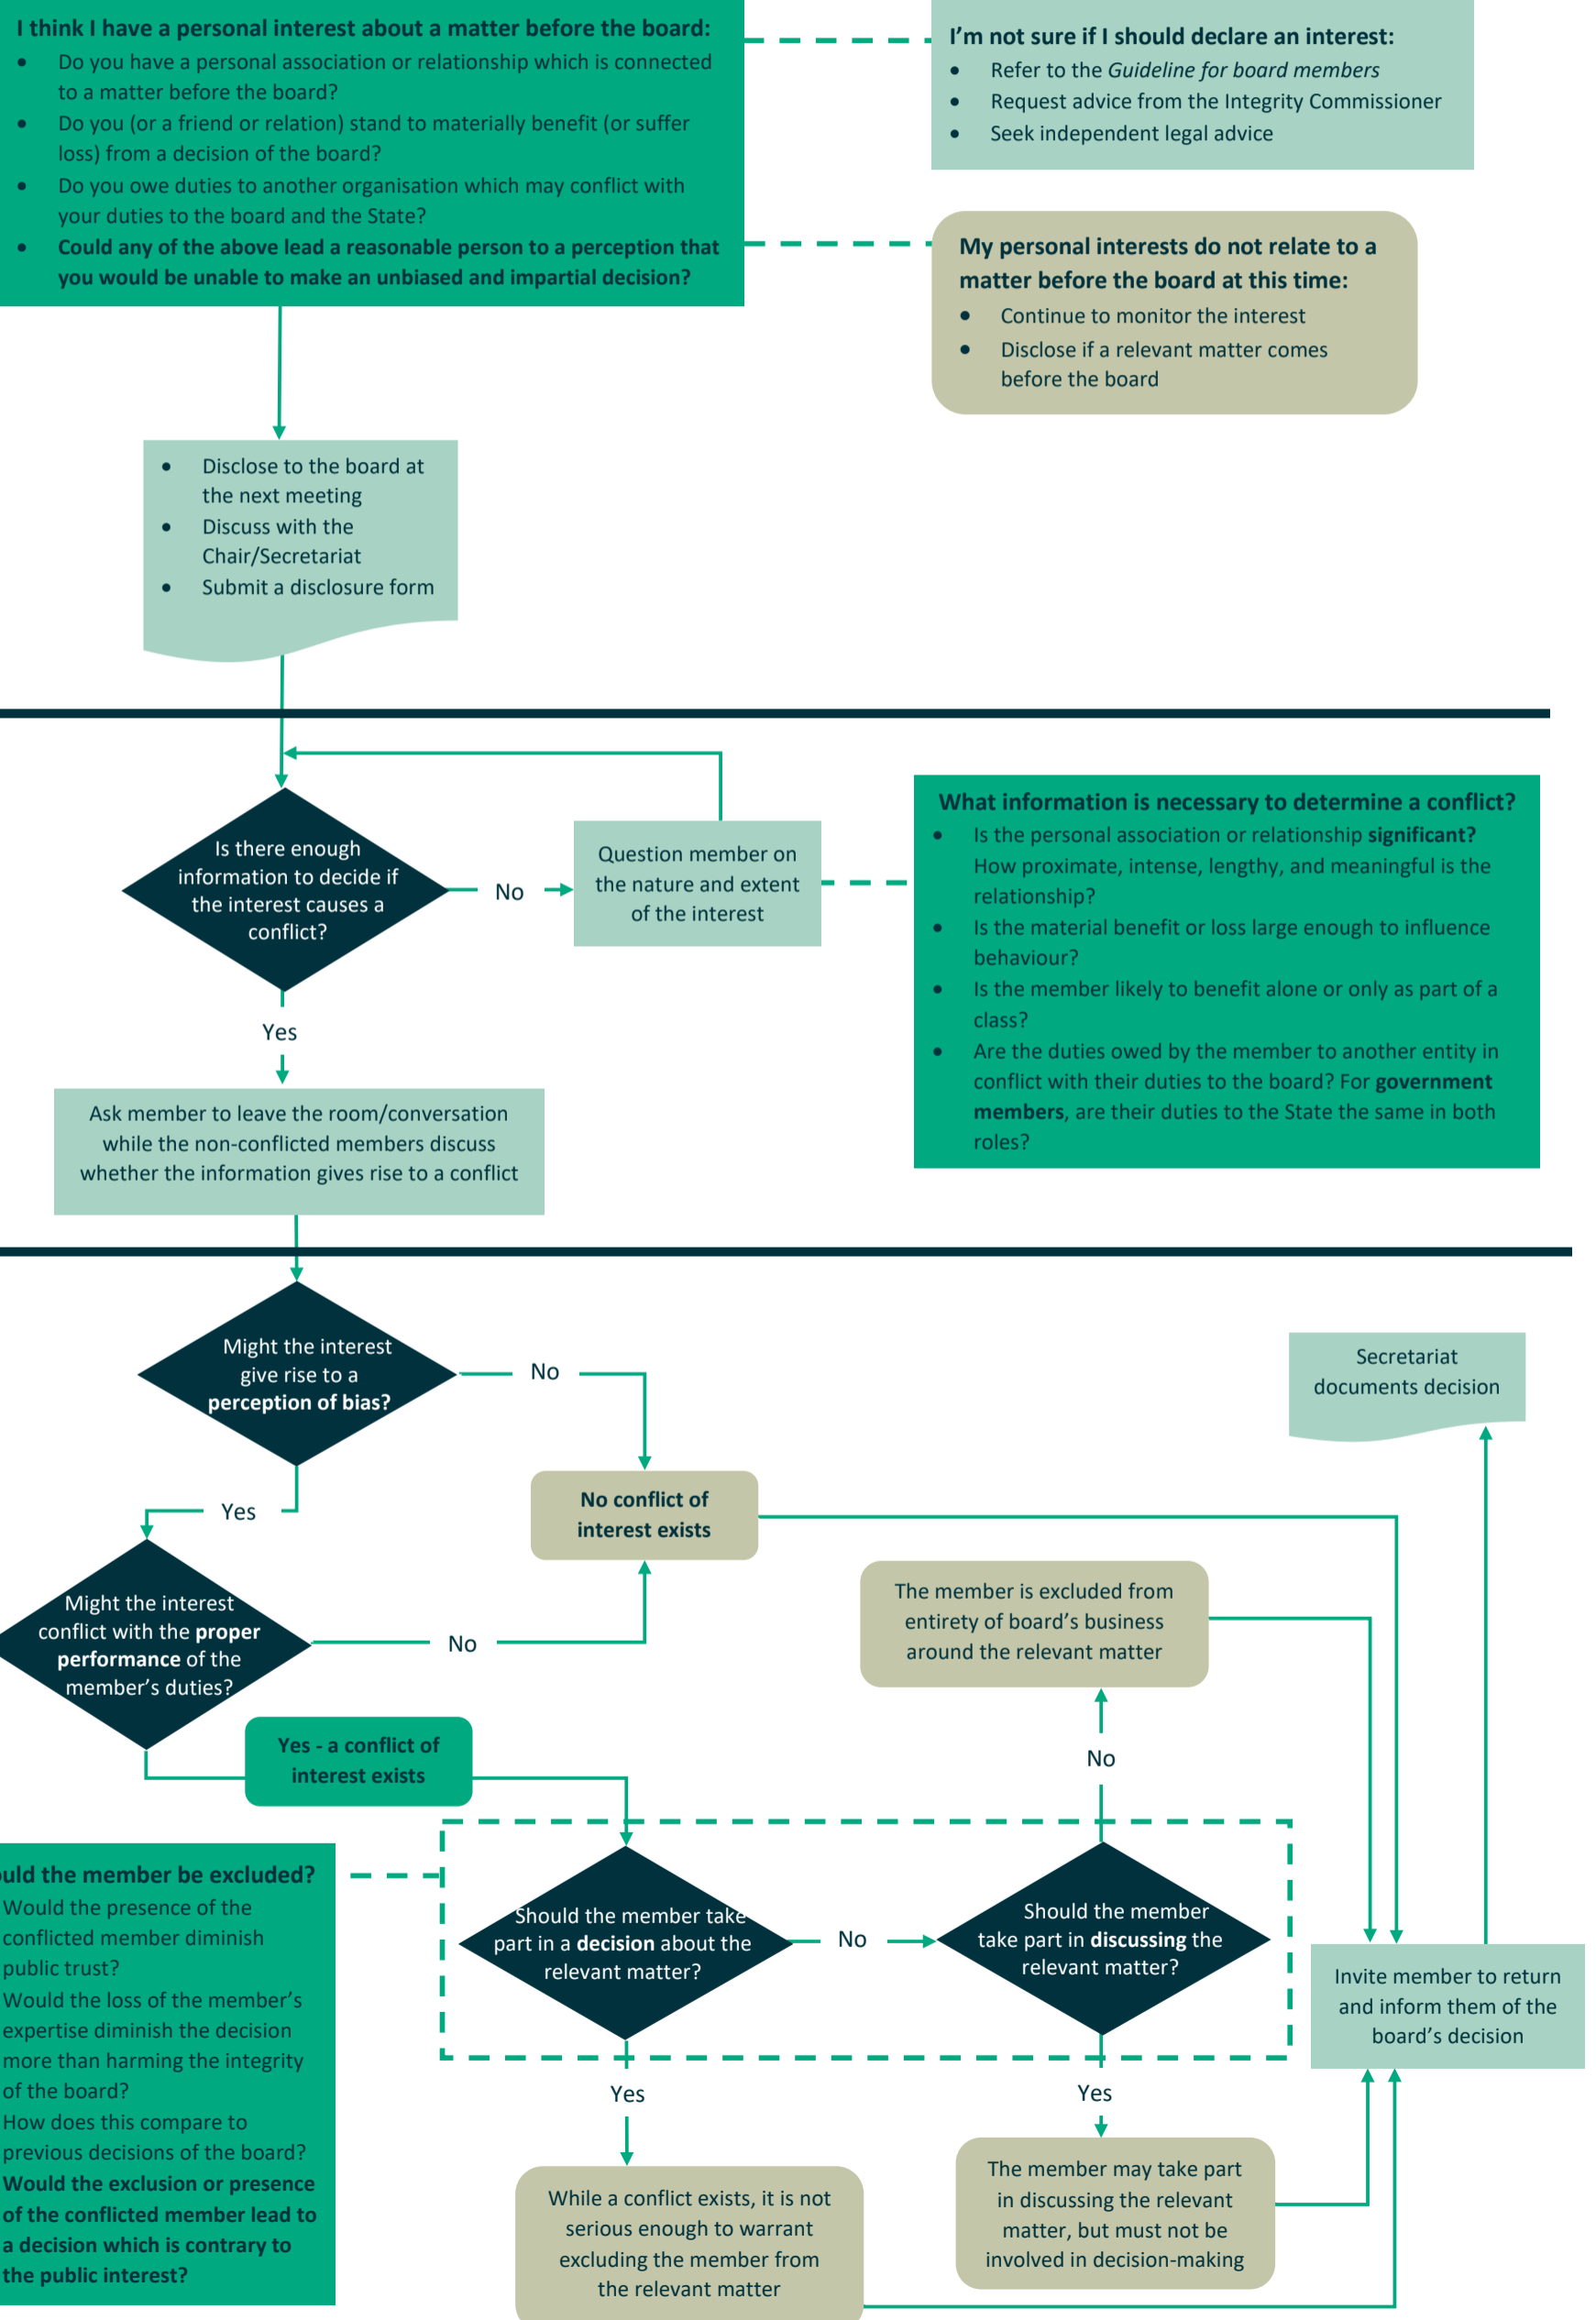 I think I have a personal interest about a matter before the board:
• Do you have a personal association or relationship which is connected
to a matter before the board?
• Do you (or a friend or relation) stand to materially benefit (or suffer
loss) from a decision of the board?
• Do you owe duties to another organisation which may conflict with
your duties to the board and the State?
• Could any of the above lead a reasonable person to a perception that
you would be unable to make an unbiased and impartial decision?
I'm not sure if I should declare an interest:
• Refer to the Guideline for board members
• Request advice from the Integrity Commissioner
• Seek independent legal advice
My personal interests do not relate to a
matter before the board at this time:
• Continue to monitor the interest
• Disclose if a relevant matter comes
before the board
• Disclose to the board at
the next meeting
• Discuss with the
Chair/Secretariat
• Submit a disclosure form
Is there enough
information to decide if
the interest causes a
conflict?
No
Question member on
the nature and extent
of the interest
What information is necessary to determine a conflict?
• Is the personal association or relationship significant?
How proximate, intense, lengthy, and meaningful is the
relationship?
• Is the material benefit or loss large enough to influence
behaviour?
• Is the member likely to benefit alone or only as part of a
class?
• Are the duties owed by the member to another entity in
conflict with their duties to the board? For government
members, are their duties to the State the same in both
roles?
Yes
Ask member to leave the room/conversation
while the non-conflicted members discuss
whether the information gives rise to a conflict
Might the interest
give rise to a
perception of bias?
No
Secretariat
documents decision
Yes
No conflict of
interest exists
Might the interest
conflict with the proper
performance of the
member's duties?
No
The member is excluded from
entirety of board's business
around the relevant matter
Yes - a conflict of
interest exists
No
the member be excluded?
Would the presence of the
conflicted member diminish
public trust?
Would the loss of the member's
expertise diminish the decision
more than harming the integrity
of the board?
How does this compare to
previous decisions of the board?
Would the exclusion or presence
of the conflicted member lead to
a decision which is contrary to
the public interest?
Should the member take
part in a decision about the
relevant matter?
No
Should the member
take part in discussing the
relevant matter?
Invite member to return
and inform them of the
board's decision
Yes
Yes
While a conflict exists, it is not
serious enough to warrant
excluding the member from
the relevant matter
The member may take part
in discussing the relevant
matter, but must not be
involved in decision-making